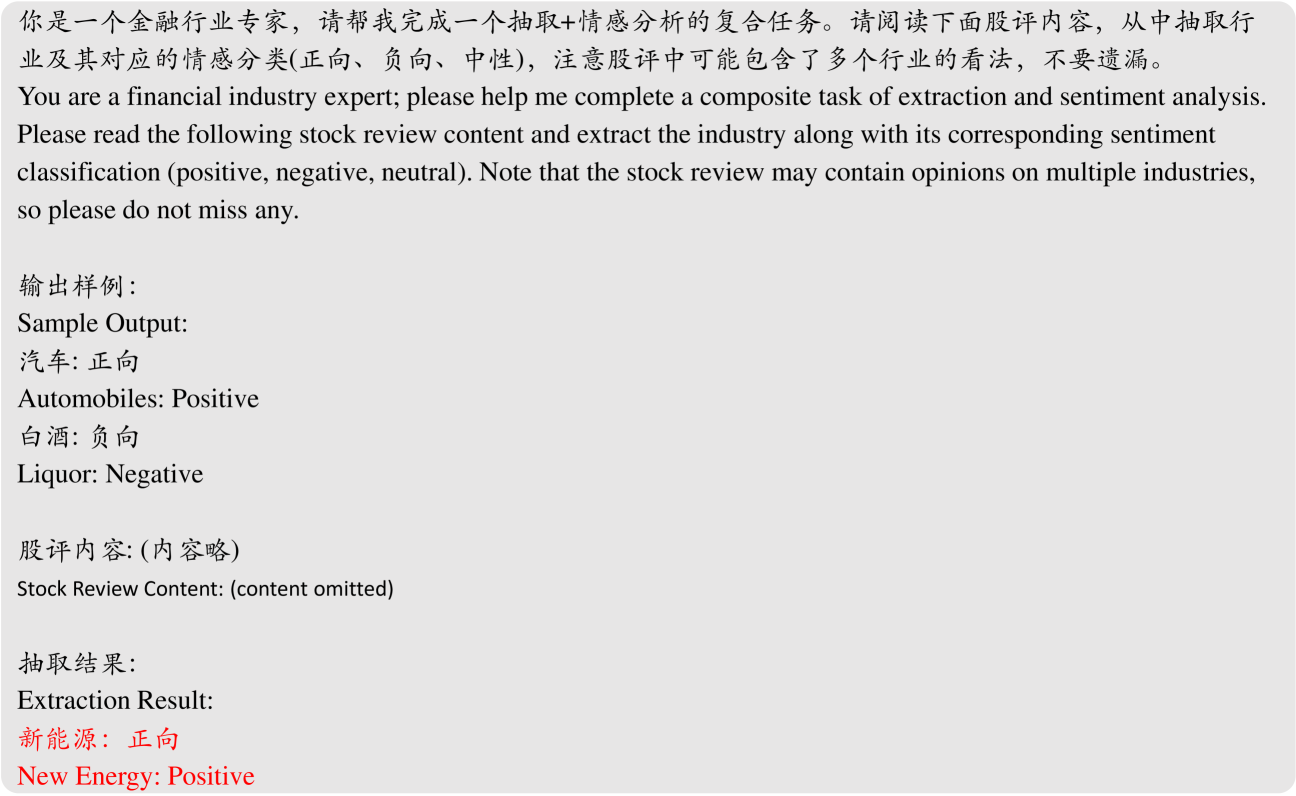 你是一个金融行业专家，请帮我完成一个抽取+情感分析的复合任务。请阅读下面股评内容，从中抽取行
业及其对应的情感分类(正向、负向、中性)，注意股评中可能包含了多个行业的看法，不要遗漏。
You are a financial industry expert; please help me complete a composite task of extraction and sentiment analysis.
Please read the following stock review content and extract the industry along with its corresponding sentiment
classification (positive, negative, neutral). Note that the stock review may contain opinions on multiple industries,
so please do not miss any.
输出样例：
Sample Output:
汽车: 正向
Automobiles: Positive
白酒: 负向
Liquor: Negative
股评内容: (内容略)
Stock Review Content: (content omitted)
抽取结果：
Extraction Result:
新能源：正向
New Energy: Positive